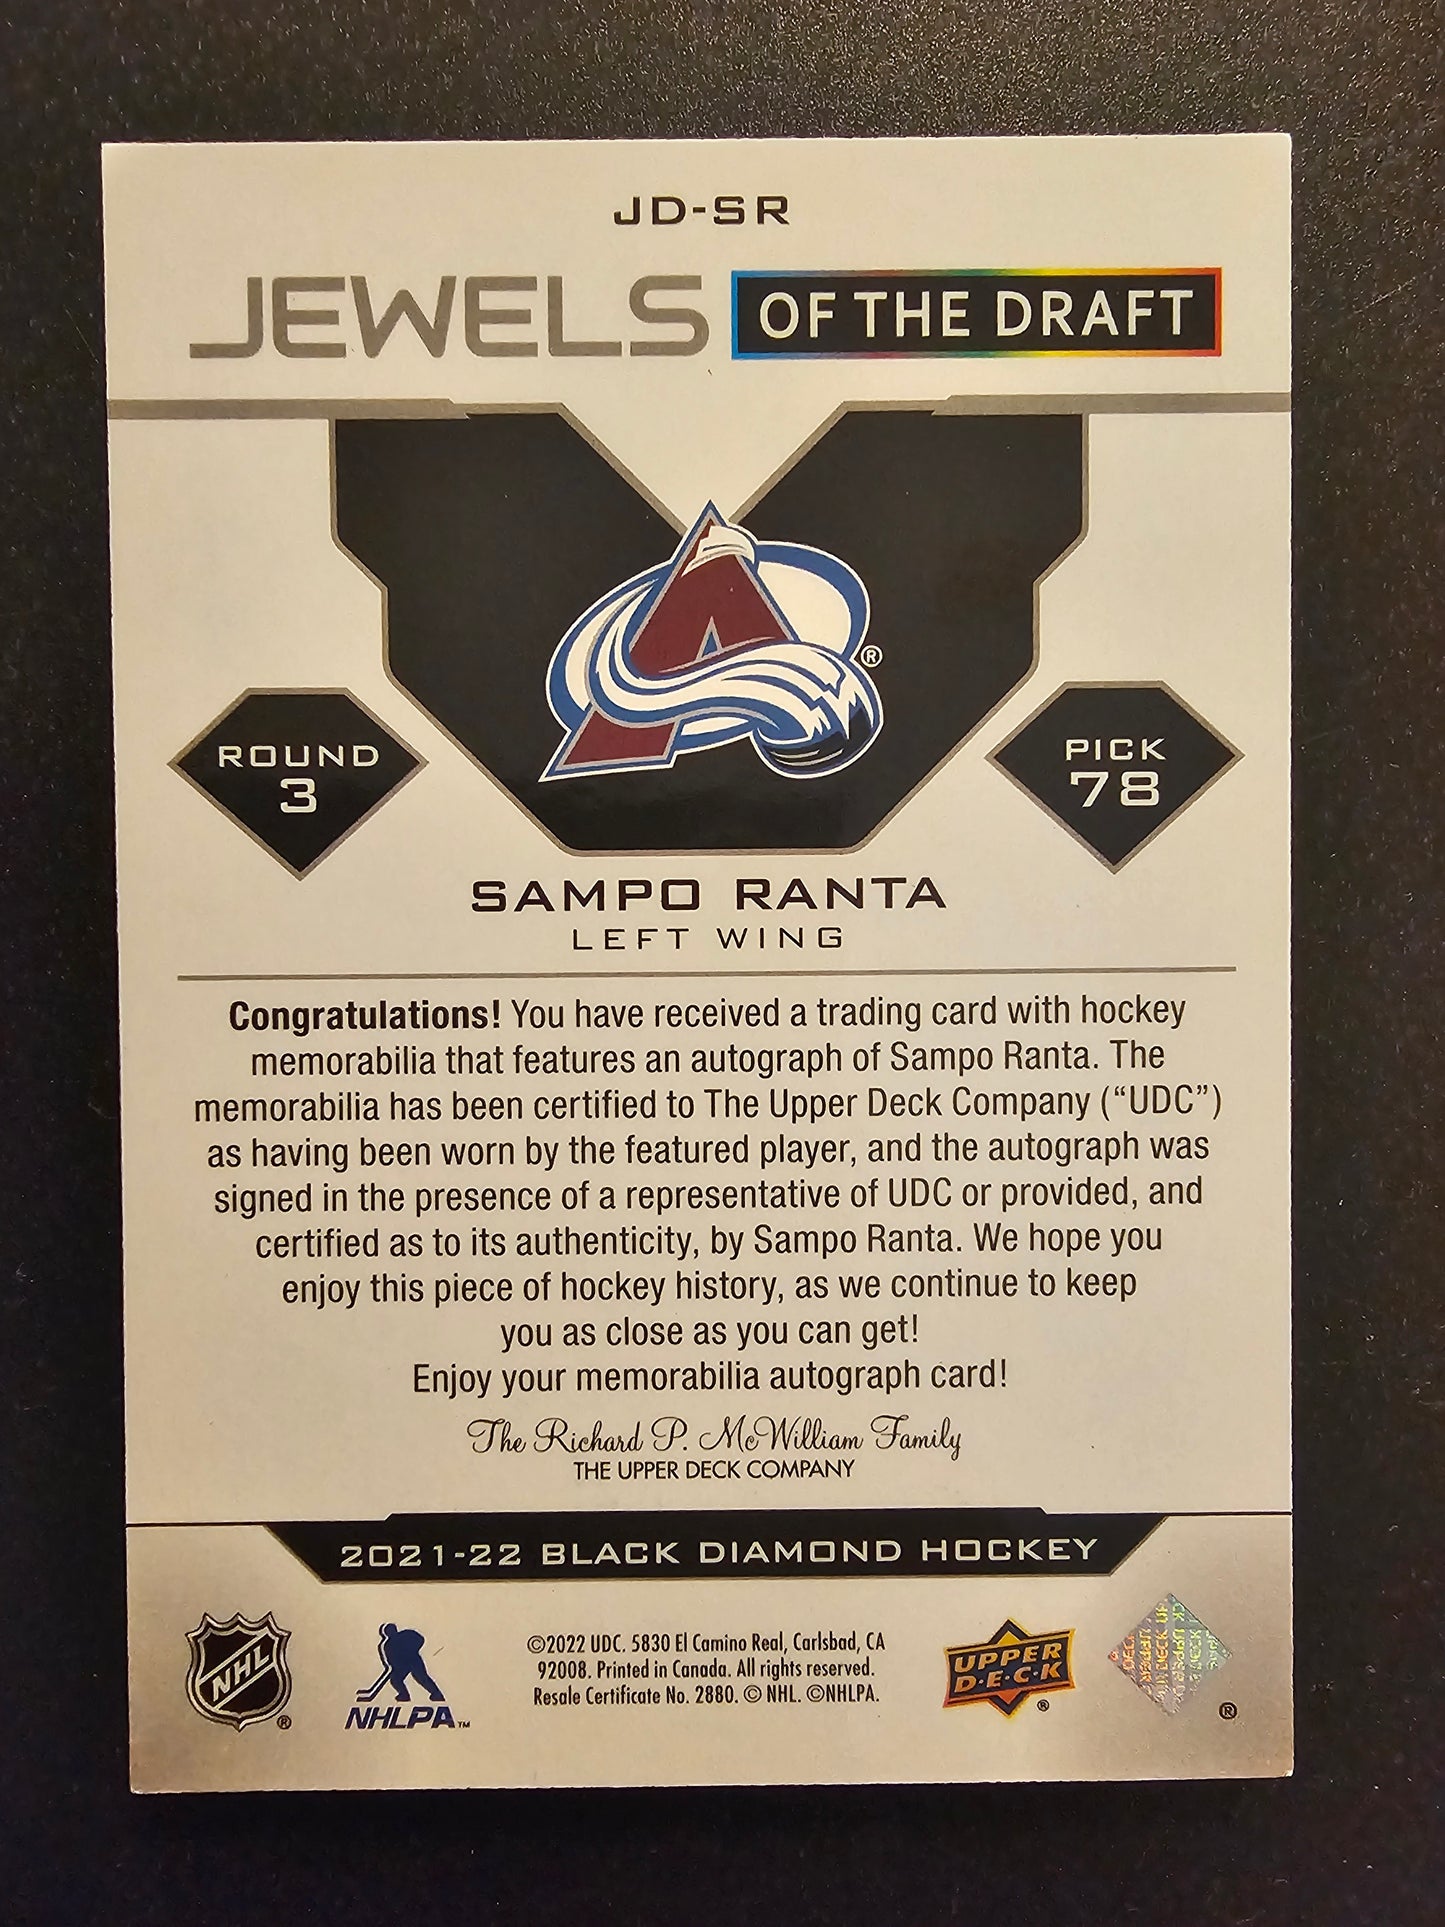 JD-SR
JEWELS OF THE DRAFT
®
ROUND
3
PICK
78
SAMPO RANTA
LEFT WING
Congratulations! You have received a trading card with hockey
memorabilia that features an autograph of Sampo Ranta. The
memorabilia has been certified to The Upper Deck Company (“UDC”)
as having been worn by the featured player, and the autograph was
signed in the presence of a representative of UDC or provided, and
certified as to its authenticity, by Sampo Ranta. We hope you
enjoy this piece of hockey history, as we continue to keep
you as close as you can get!
Enjoy your memorabilia autograph card!
The Richard P. McWilliam Family
THE UPPER DECK COMPANY
2021-22 BLACK DIAMOND HOCKEY
NHL
®
NHLPA™
©2022 UDC. 5830 El Camino Real, Carlsbad, CA
92008. Printed in Canada. All rights reserved.
Resale Certificate No. 2880. © NHL. ©NHLPA.
UPPER
D·E·C·K
®
®